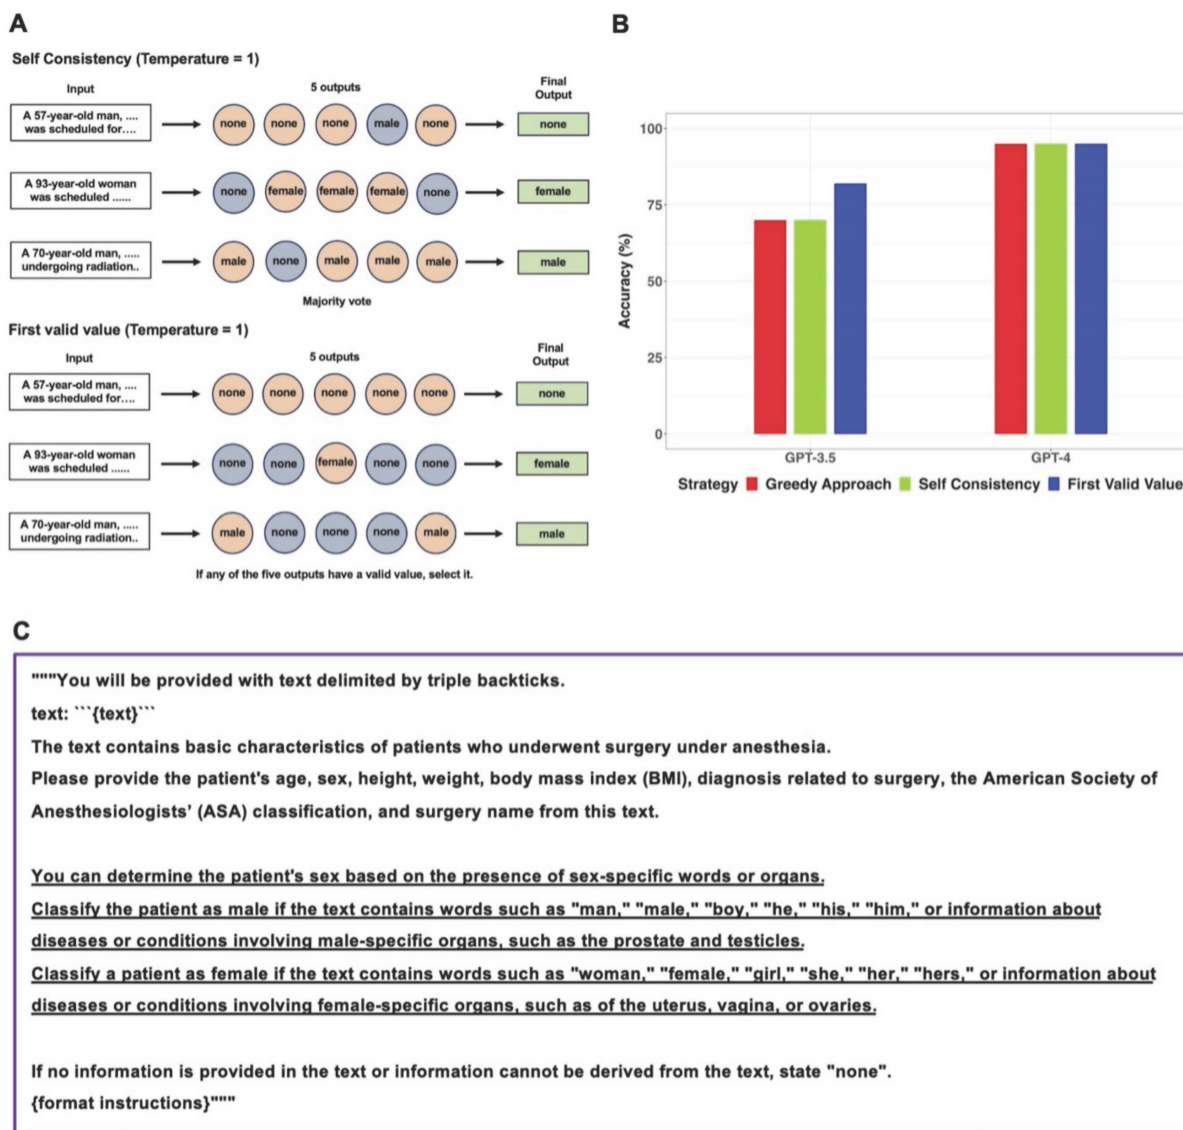 A
Self Consistency (Temperature = 1)
Input
5 outputs
Final
Output
A 57-year-old man, ....
was scheduled for....
none
none
none
male
none
none
A 93-year-old woman
was scheduled ......
none
female
female
female
none
female
A 70-year-old man, .....
undergoing radiation..
male
none
male
male
male
male
Majority vote
First valid value (Temperature = 1)
Input
5 outputs
Final
Output
A 57-year-old man, ....
was scheduled for....
none
none
none
none
none
none
A 93-year-old woman
was scheduled ......
none
none
female
none
none
female
A 70-year-old man, .....
undergoing radiation..
male
none
none
none
male
male
If any of the five outputs have a valid value, select it.
B
Accuracy (%)
100
75
50
25
0
GPT-3.5
GPT-4
Strategy Greedy Approach Self Consistency First Valid Value
C
"""You will be provided with text delimited by triple backticks.
text: ```{text}```
The text contains basic characteristics of patients who underwent surgery under anesthesia.
Please provide the patient's age, sex, height, weight, body mass index (BMI), diagnosis related to surgery, the American Society of
Anesthesiologists' (ASA) classification, and surgery name from this text.
You can determine the patient's sex based on the presence of sex-specific words or organs.
Classify the patient as male if the text contains words such as "man," "male," "boy," "he," "his," "him," or information about
diseases or conditions involving male-specific organs, such as the prostate and testicles.
Classify a patient as female if the text contains words such as "woman," "female," "girl," "she," "her," "hers," or information about
diseases or conditions involving female-specific organs, such as of the uterus, vagina, or ovaries.
If no information is provided in the text or information cannot be derived from the text, state "none".
{format instructions}"""